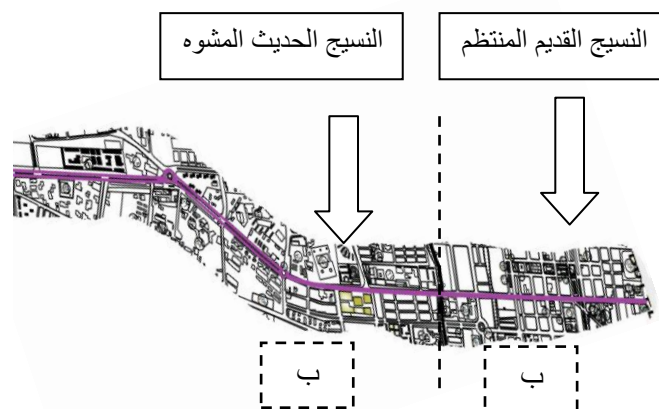 النسيج القديم المنتظم
النسيج الحديث المشوه
ب
ب